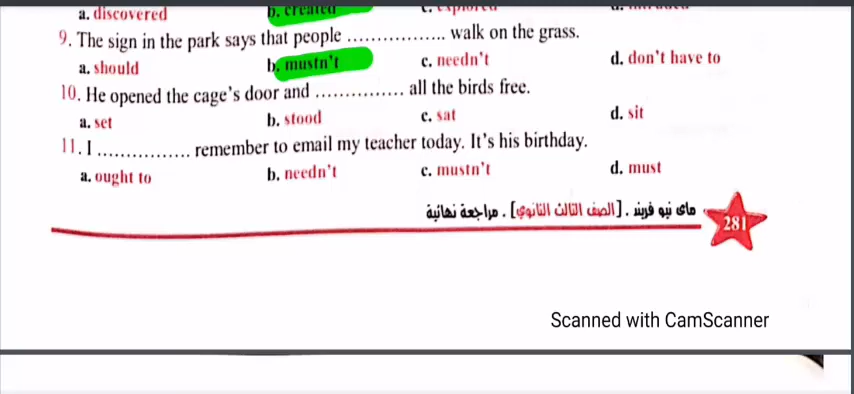 a. discovered b. created c. explored
9. The sign in the park says that people ................. walk on the grass.
a. should b. mustn't c. needn't d. don't have to
10. He opened the cage's door and ............... all the birds free.
a. set b. stood c. sat d. sit
11. I ................ remember to email my teacher today. It's his birthday.
a. ought to b. needn't c. mustn't d. must
ماى نيو فريند . [الصف الثالث الثانوي] . مراجعة نهائية
281
Scanned with CamScanner